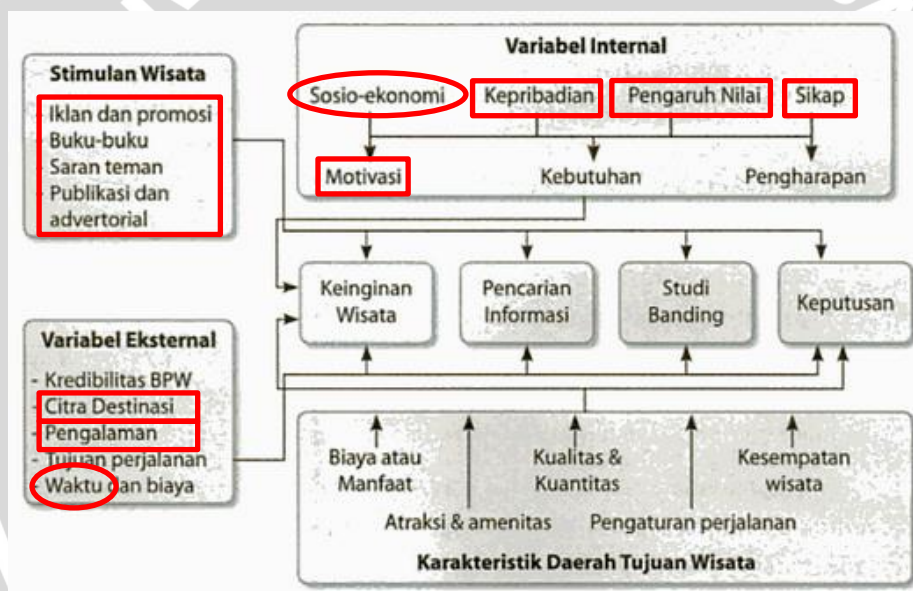 Stimulan Wisata
Iklan dan promosi
- Buku-buku
Saran teman
Publikasi dan
advertorial
Variabel Internal
Sosio-ekonomi Kepribadian Pengaruh Nilai Sikap
Motivasi Kebutuhan Pengharapan
Keinginan
Wisata
Pencarian
Informasi
Studi
Banding
Keputusan
Variabel Eksternal
- Kredibilitas BPW
- Citra Destinasi
- Pengalaman
- Tujuan perjalanan
- Waktu dan biaya
Biaya atau
Manfaat
Kualitas &
Kuantitas
Kesempatan
wisata
Atraksi & amenitas Pengaturan perjalanan
Karakteristik Daerah Tujuan Wisata